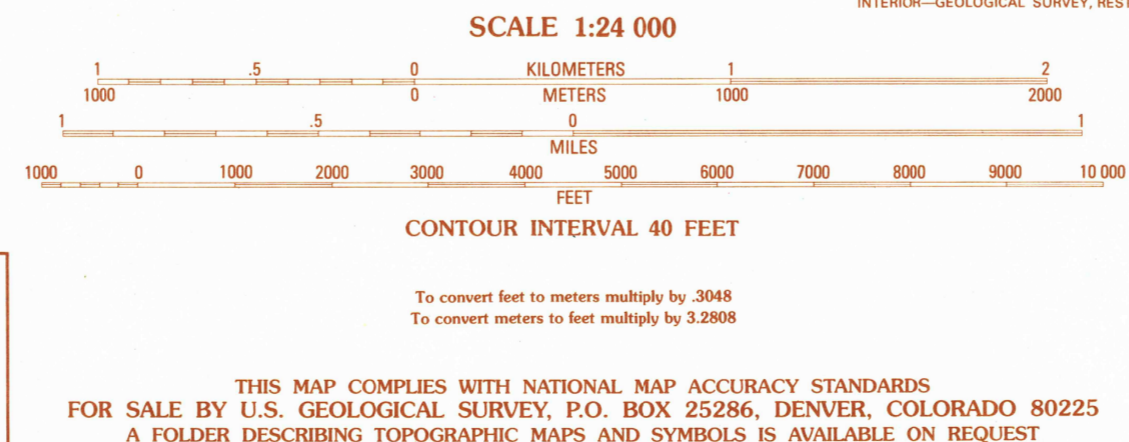 INTERIOR—GEOLOGICAL SURVEY,
SCALE 1:24 000
1 .5 0 KILOMETERS 1 2
1000 0 METERS 1000 2000
1 .5 0 1
MILES
1000 0 1000 2000 3000 4000 5000 6000 7000 8000 9000 10 000
FEET
CONTOUR INTERVAL 40 FEET
To convert feet to meters multiply by .3048
To convert meters to feet multiply by 3.2808
THIS MAP COMPLIES WITH NATIONAL MAP ACCURACY STANDARDS
FOR SALE BY U.S. GEOLOGICAL SURVEY, P.O. BOX 25286, DENVER, COLORADO 80225
A FOLDER DESCRIBING TOPOGRAPHIC MAPS AND SYMBOLS IS AVAILABLE ON REQUEST